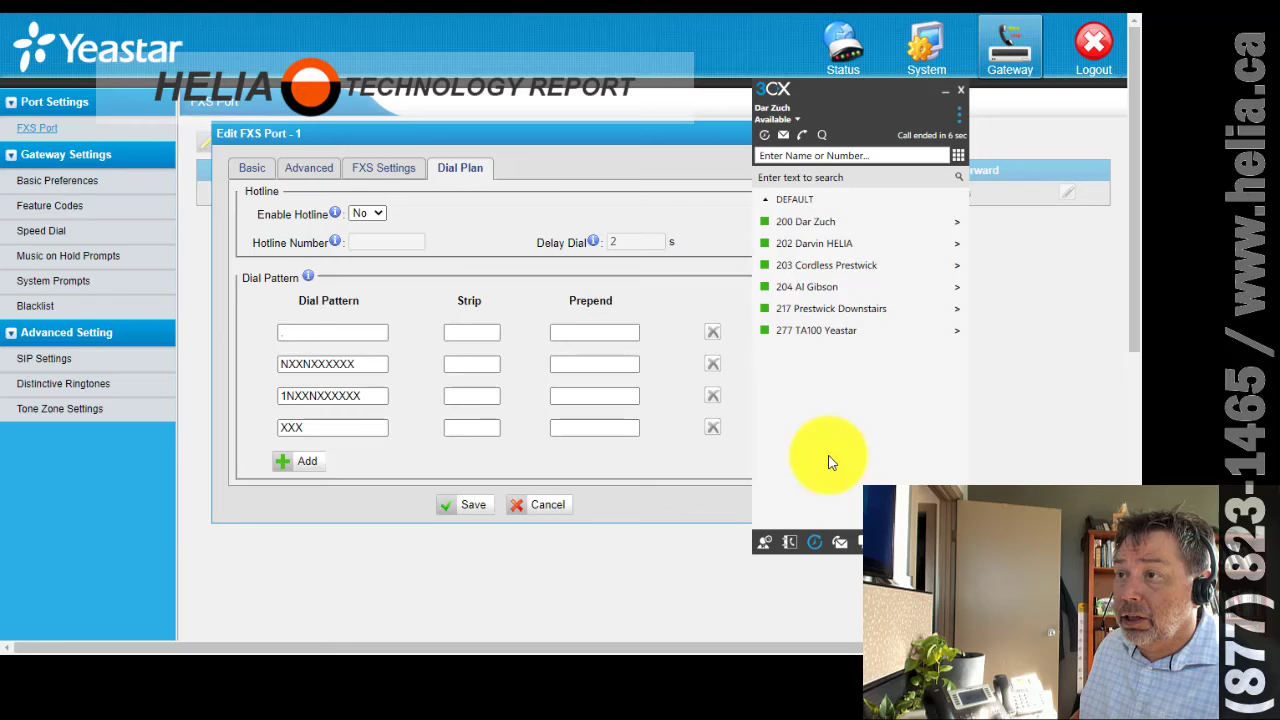 Yeastar
HELIA TECHNOLOGY REPORT
Status
System
Gateway
Logout
Port Settings
FXS Port
Gateway Settings
Basic Preferences
Feature Codes
Speed Dial
Music on Hold Prompts
System Prompts
Blacklist
Advanced Setting
SIP Settings
Distinctive Ringtones
Tone Zone Settings
FXS Port
Edit FXS Port - 1
Basic
Advanced
FXS Settings
Dial Plan
Hotline
Enable Hotline : No
Hotline Number : Delay Dial : 2 s
Dial Pattern
Dial Pattern Strip Prepend
.
NXXNXXXXXX
1NXXNXXXXXX
XXX
Add
Save Cancel
3CX
Dar Zuch
Available
Call ended in 6 sec
Enter Name or Number...
Enter text to search
DEFAULT
200 Dar Zuch >
202 Darvin HELIA >
203 Cordless Prestwick >
204 Al Gibson >
217 Prestwick Downstairs >
277 TA100 Yeastar >
ward
(877) 823-1465 / www.helia.ca